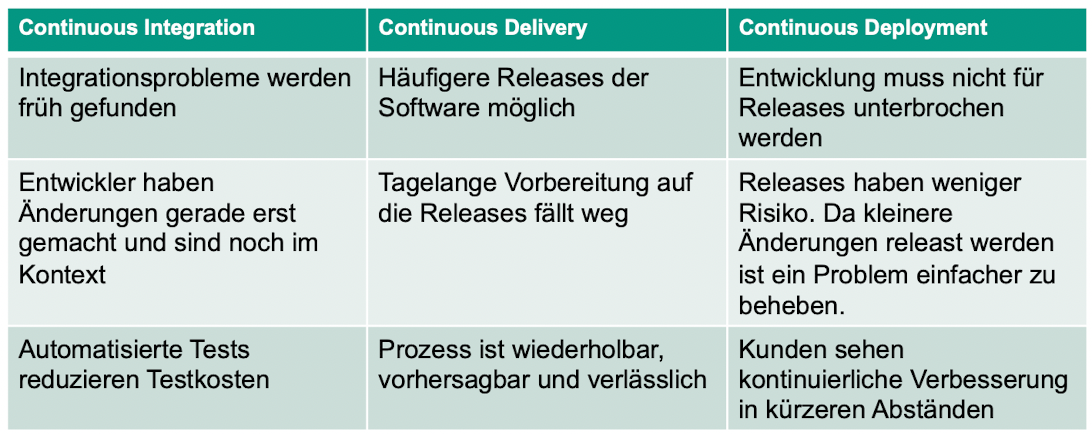 Continuous Integration
Continuous Delivery
Continuous Deployment
Integrationsprobleme werden
früh gefunden
Häufigere Releases der
Software möglich
Entwicklung muss nicht für
Releases unterbrochen
werden
Entwickler haben
Änderungen gerade erst
gemacht und sind noch im
Kontext
Tagelange Vorbereitung auf
die Releases fällt weg
Releases haben weniger
Risiko. Da kleinere
Änderungen releast werden
ist ein Problem einfacher zu
beheben.
Automatisierte Tests
reduzieren Testkosten
Prozess ist wiederholbar,
vorhersagbar und verlässlich
Kunden sehen
kontinuierliche Verbesserung
in kürzeren Abständen